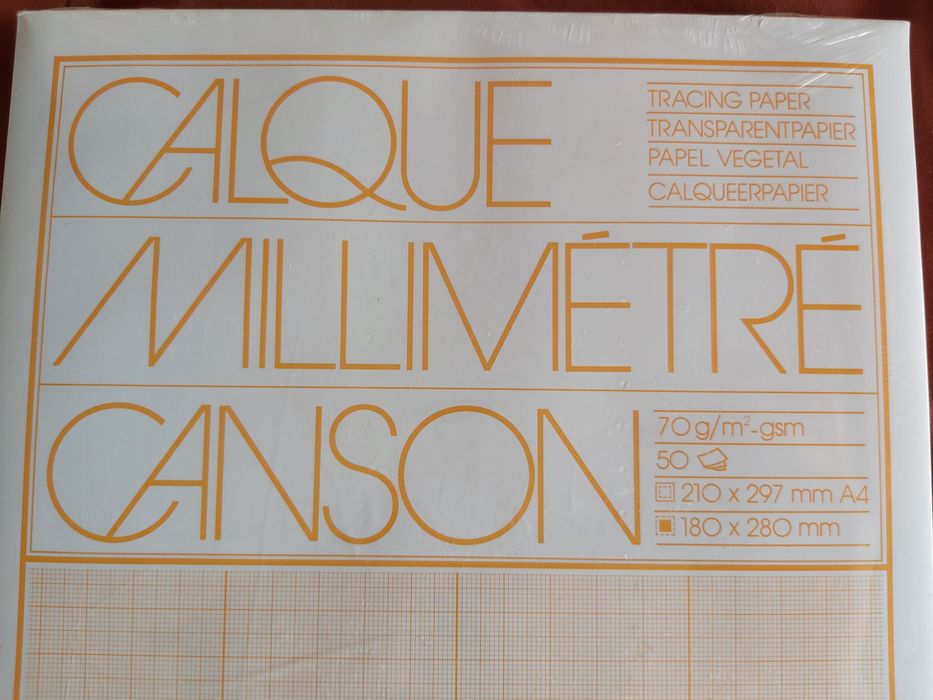 CALQUE
TRACING PAPER
TRANSPARENTPAPIER
PAPEL VEGETAL
CALQUEERPAPIER
MILLIMÉTRÉ
CANSON
70 g/m²-gsm
50
210 x 297 mm A4
180 x 280 mm